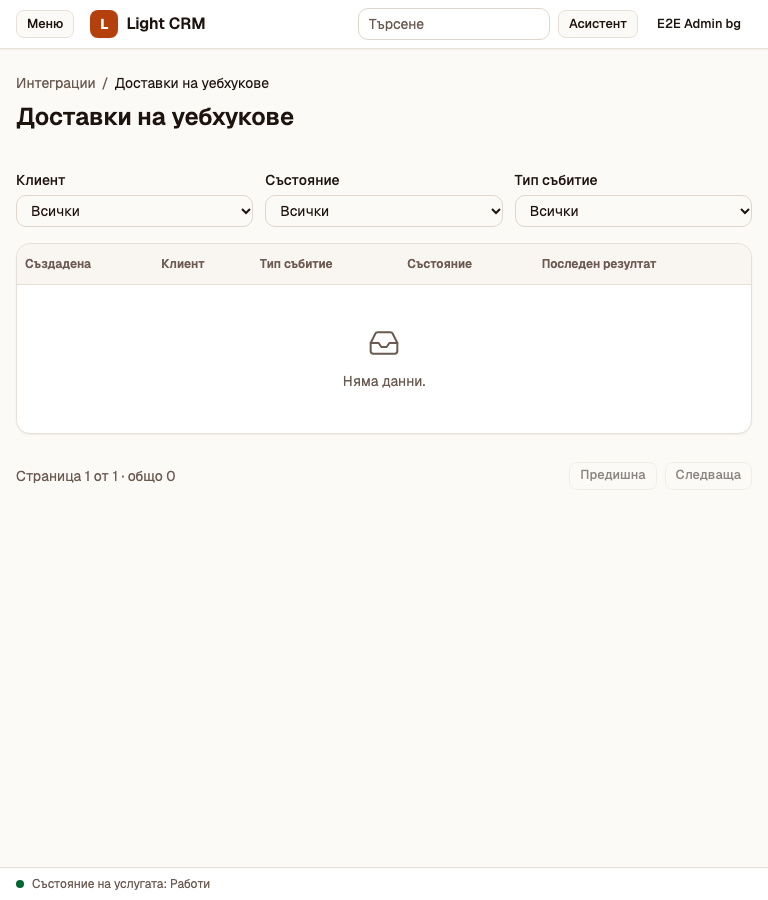 Меню L Light CRM Търсене Асистент E2E Admin bg
Интеграции / Доставки на уебхукове
Доставки на уебхукове
Клиент Състояние Тип събитие
Всички Всички Всички
Създадена Клиент Тип събитие Състояние Последен резултат
Няма данни.
Страница 1 от 1 · общо 0 Предишна Следваща
Състояние на услугата: Работи